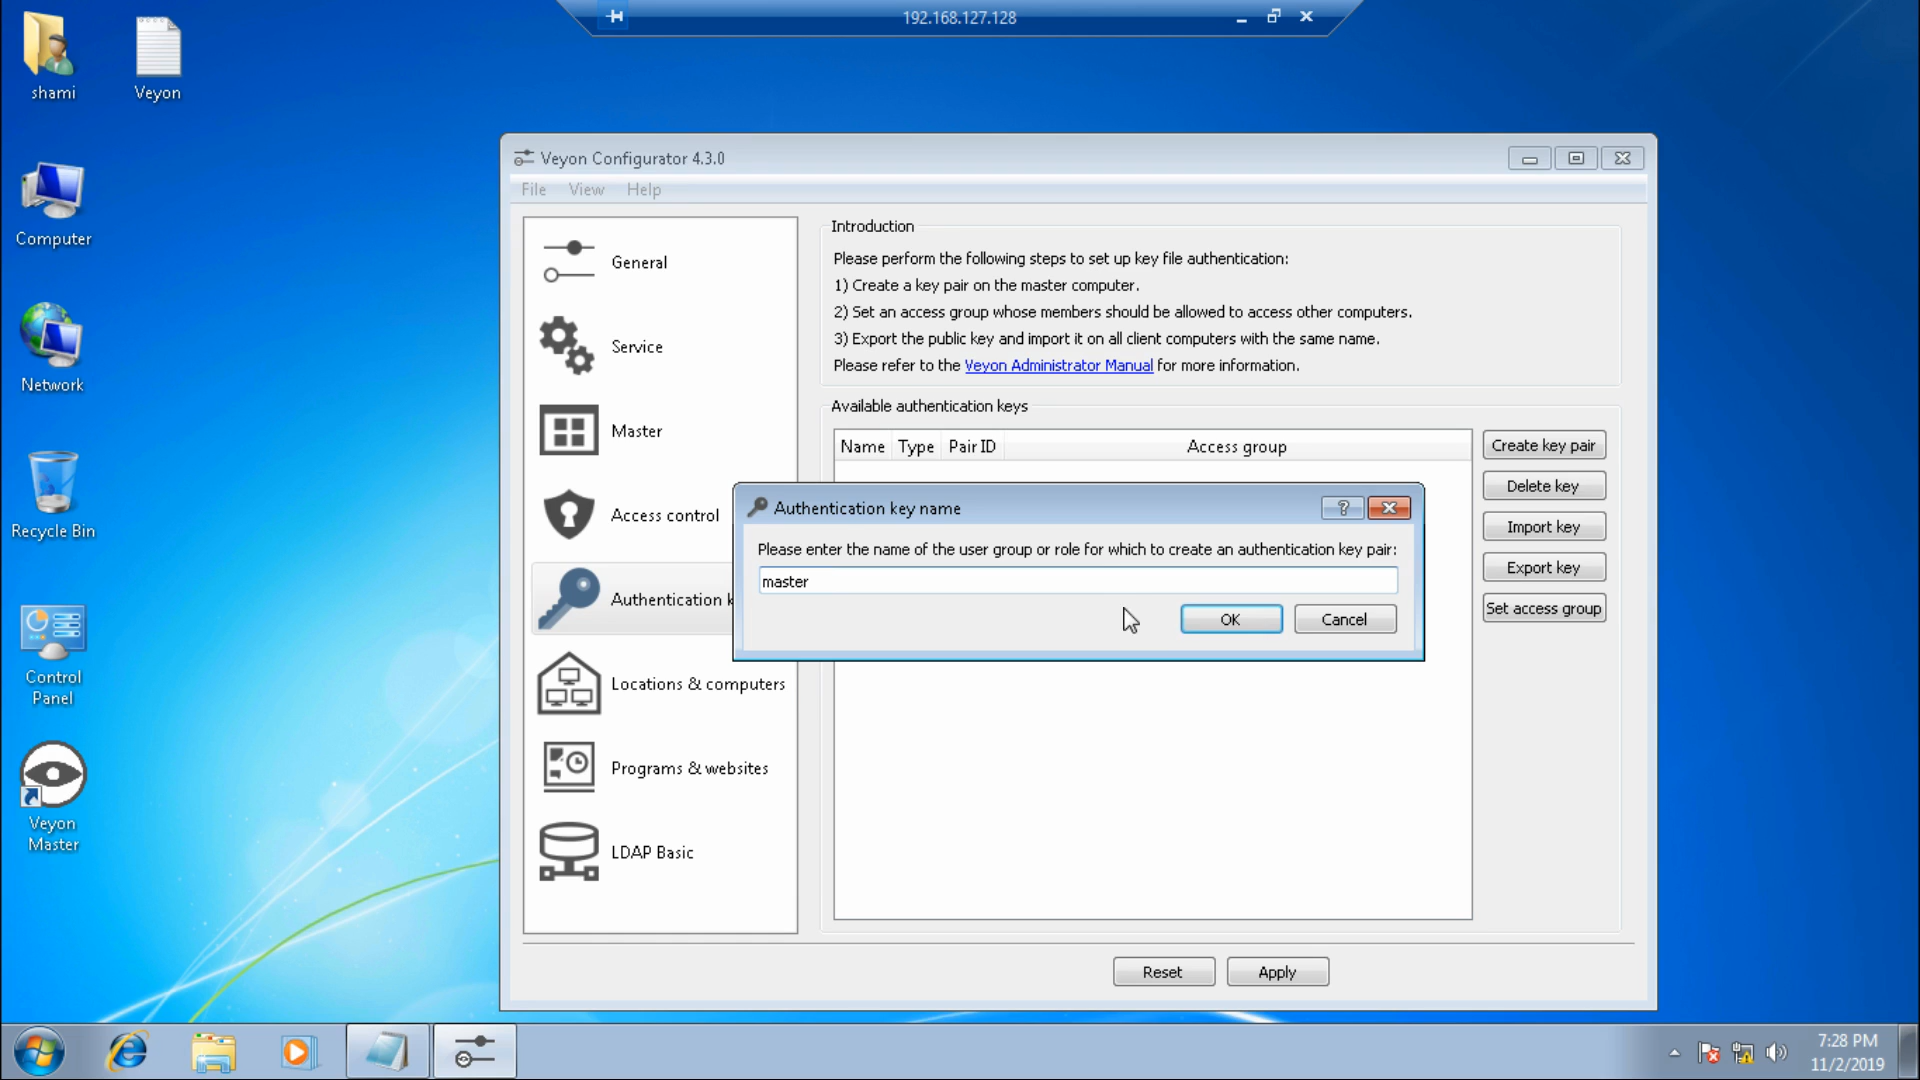 192.168.127.128
shami
Veyon
Computer
Network
Recycle Bin
Control
Panel
Veyon
Master
Veyon Configurator 4.3.0
File View Help
General
Service
Master
Access control
Authentication k
Locations & computers
Programs & websites
LDAP Basic
Introduction
Please perform the following steps to set up key file authentication:
1) Create a key pair on the master computer.
2) Set an access group whose members should be allowed to access other computers.
3) Export the public key and import it on all client computers with the same name.
Please refer to the Veyon Administrator Manual for more information.
Available authentication keys
Name Type Pair ID Access group
Create key pair
Delete key
Import key
Export key
Set access group
Authentication key name
?
Please enter the name of the user group or role for which to create an authentication key pair:
master
OK Cancel
Reset Apply
7:28 PM
11/2/2019